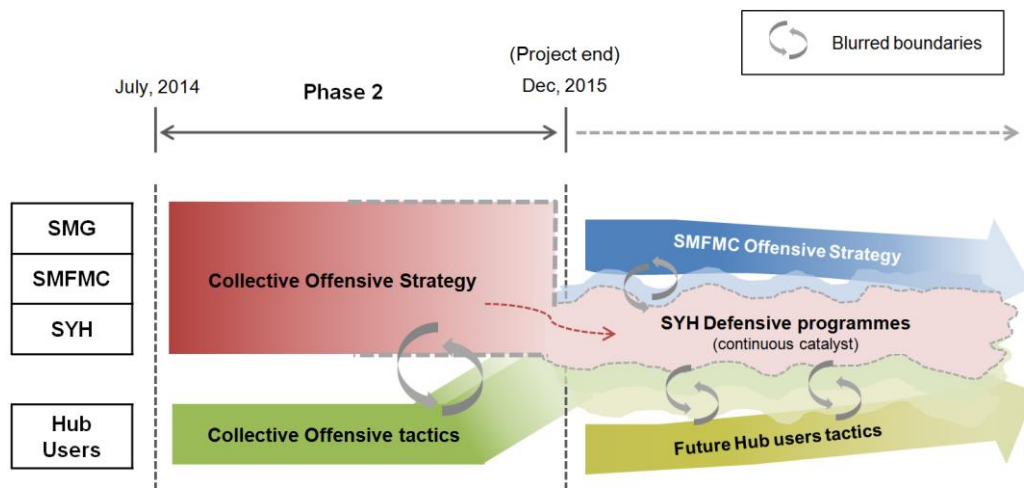 Blurred boundaries
(Project end)
July, 2014
Phase 2
Dec, 2015
SMG
SMFMC
SYH
Hub
Users
Collective Offensive Strategy
Collective Offensive tactics
SMFMC Offensive Strategy
SYH Defensive programmes
(continuous catalyst)
Future Hub users tactics